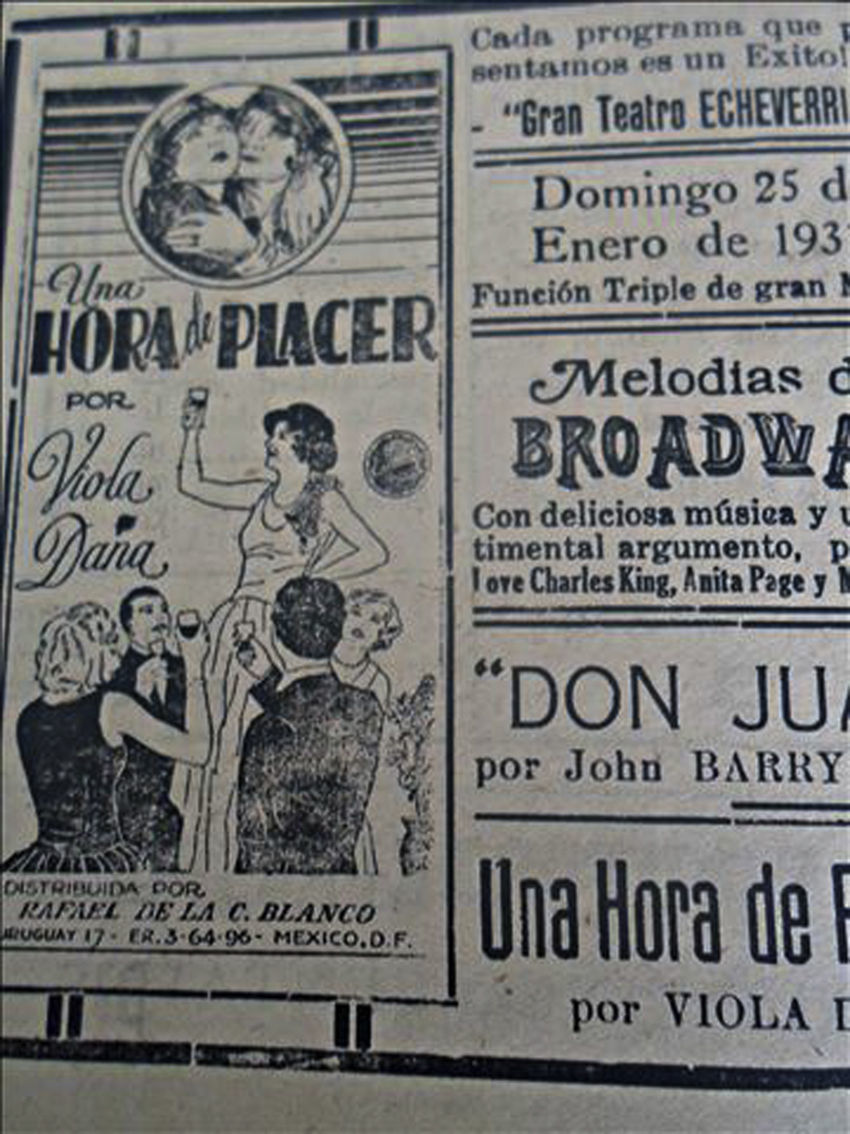 Una
HORA de PLACER
POR
Viola
Dana
DISTRIBUIDA POR
RAFAEL DE LA C. BLANCO
URUGUAY 17 - ER. 3-64-96 - MEXICO, D.F.
Cada programa que p
sentamos es un Exito!
- "Gran Teatro ECHEVERRI
Domingo 25 d
Enero de 193
Función Triple de gran
Melodias d
BROADWA
Con deliciosa música y u
timental argumento, p
Love Charles King, Anita Page y
"DON JUA
por John BARRY
Una Hora de
por VIOLA D